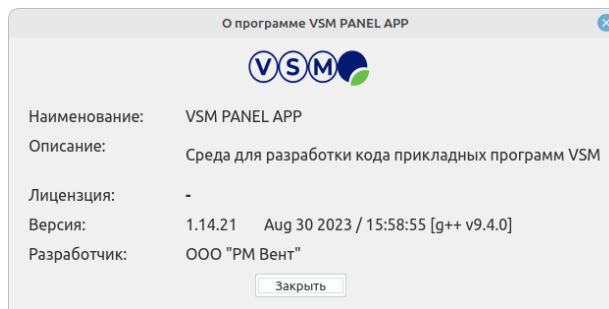 О программе VSM PANEL APP
VSM
Наименование: VSM PANEL APP
Описание: Среда для разработки кода прикладных программ VSM
Лицензция: -
Версия: 1.14.21 Aug 30 2023 / 15:58:55 [g++ v9.4.0]
Разработчик: ООО "РМ Вент"
Закрыть